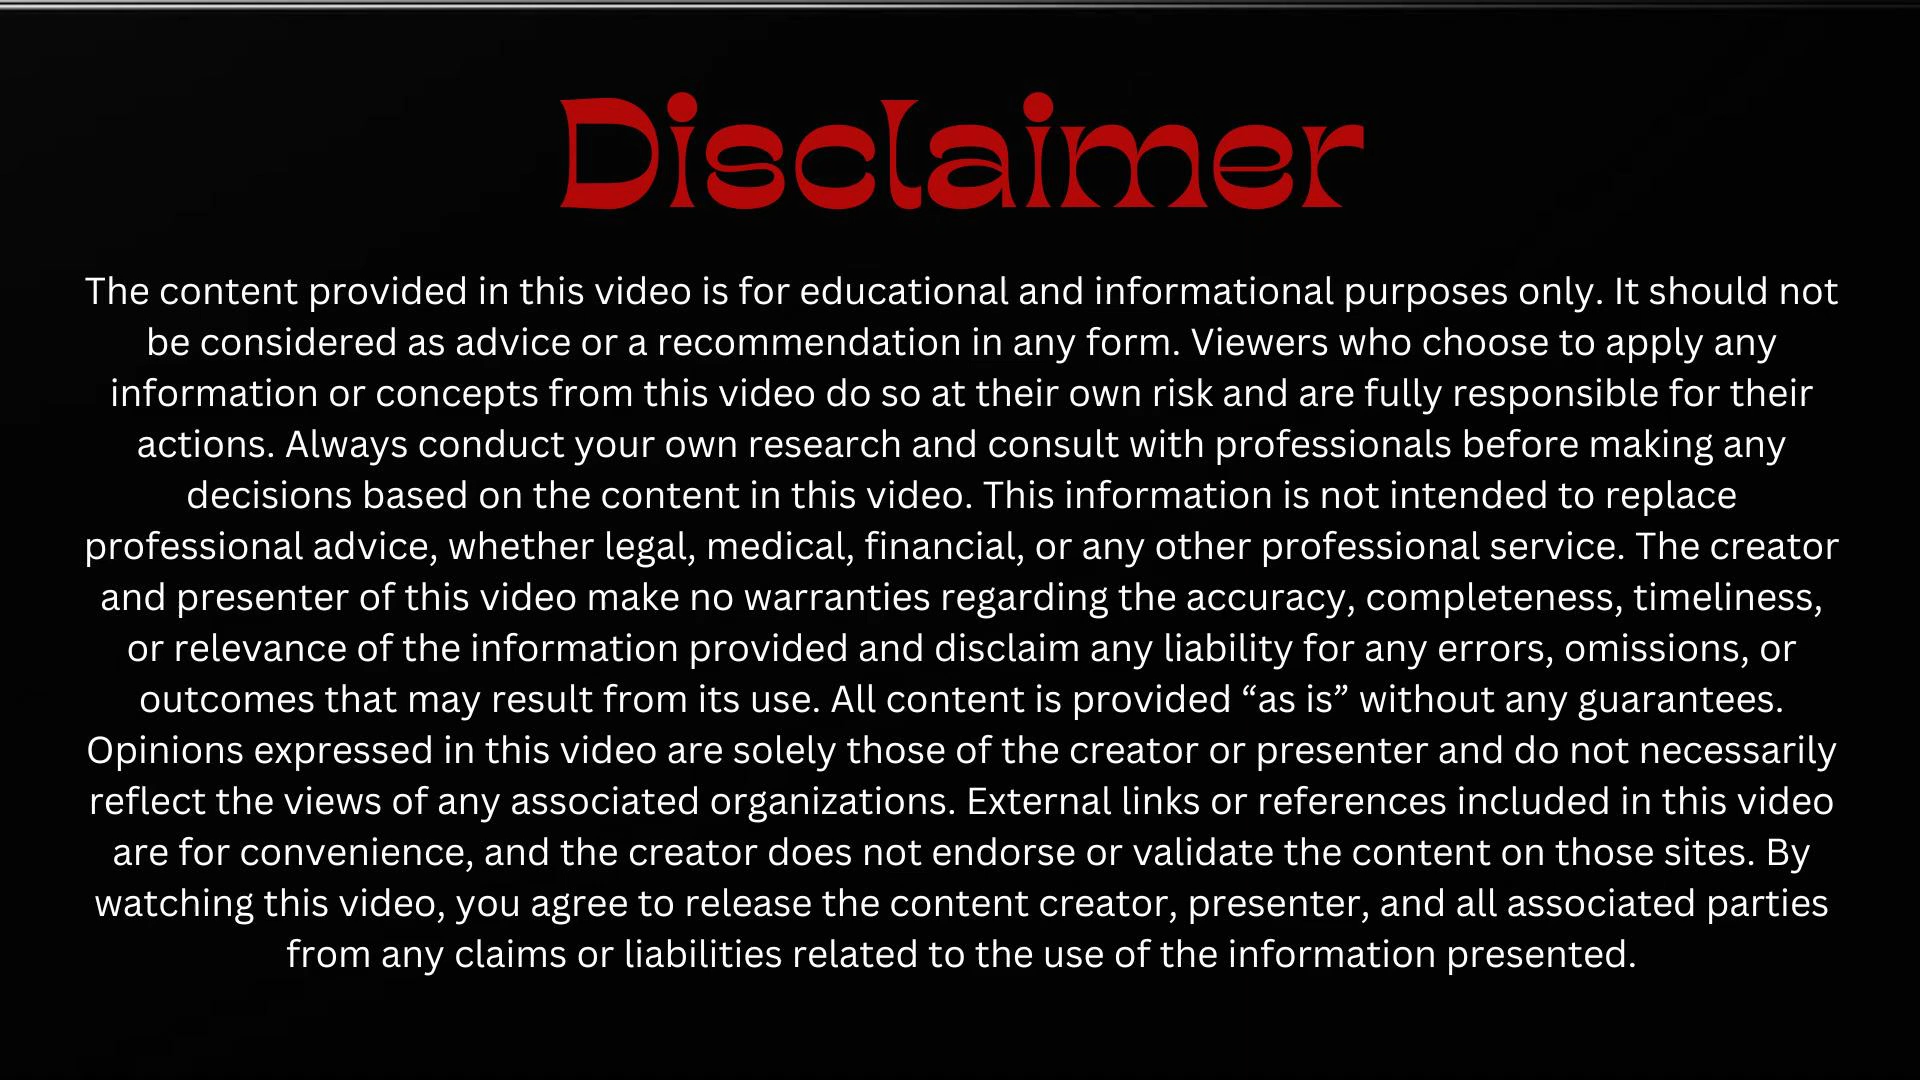 Disclaimer
The content provided in this video is for educational and informational purposes only. It should not
be considered as advice or a recommendation in any form. Viewers who choose to apply any
information or concepts from this video do so at their own risk and are fully responsible for their
actions. Always conduct your own research and consult with professionals before making any
decisions based on the content in this video. This information is not intended to replace
professional advice, whether legal, medical, financial, or any other professional service. The creator
and presenter of this video make no warranties regarding the accuracy, completeness, timeliness,
or relevance of the information provided and disclaim any liability for any errors, omissions, or
outcomes that may result from its use. All content is provided “as is” without any guarantees.
Opinions expressed in this video are solely those of the creator or presenter and do not necessarily
reflect the views of any associated organizations. External links or references included in this video
are for convenience, and the creator does not endorse or validate the content on those sites. By
watching this video, you agree to release the content creator, presenter, and all associated parties
from any claims or liabilities related to the use of the information presented.